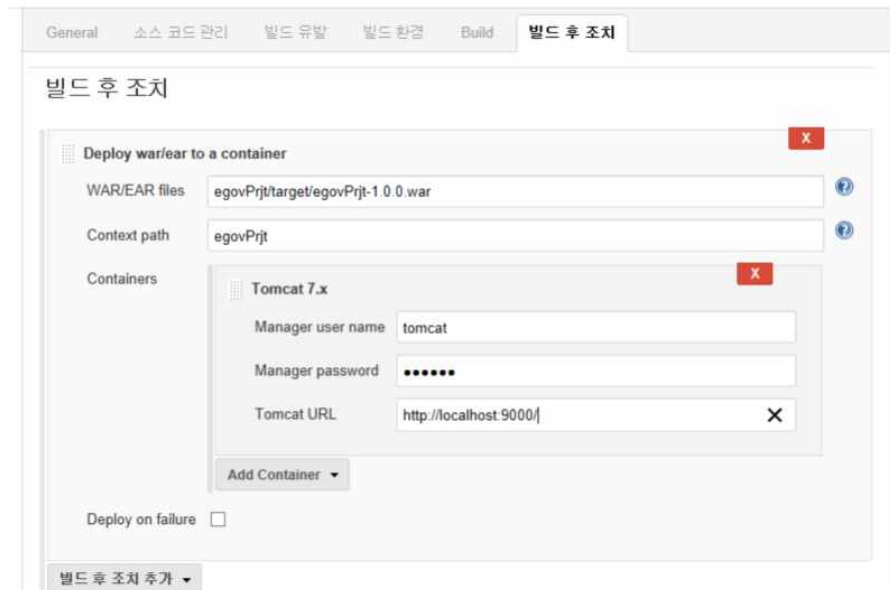 General 소스 코드 관리 빌드 유발 빌드 환경 Build 빌드 후 조치
빌드 후 조치
X
Deploy war/ear to a container
WAR/EAR files egovPrjt/target/egovPrjt-1.0.0.war
Context path egovPrjt
Containers
X
Tomcat 7.x
Manager user name tomcat
Manager password ••••••
Tomcat URL http://localhost:9000/
Add Container
Deploy on failure
빌드 후 조치 추가